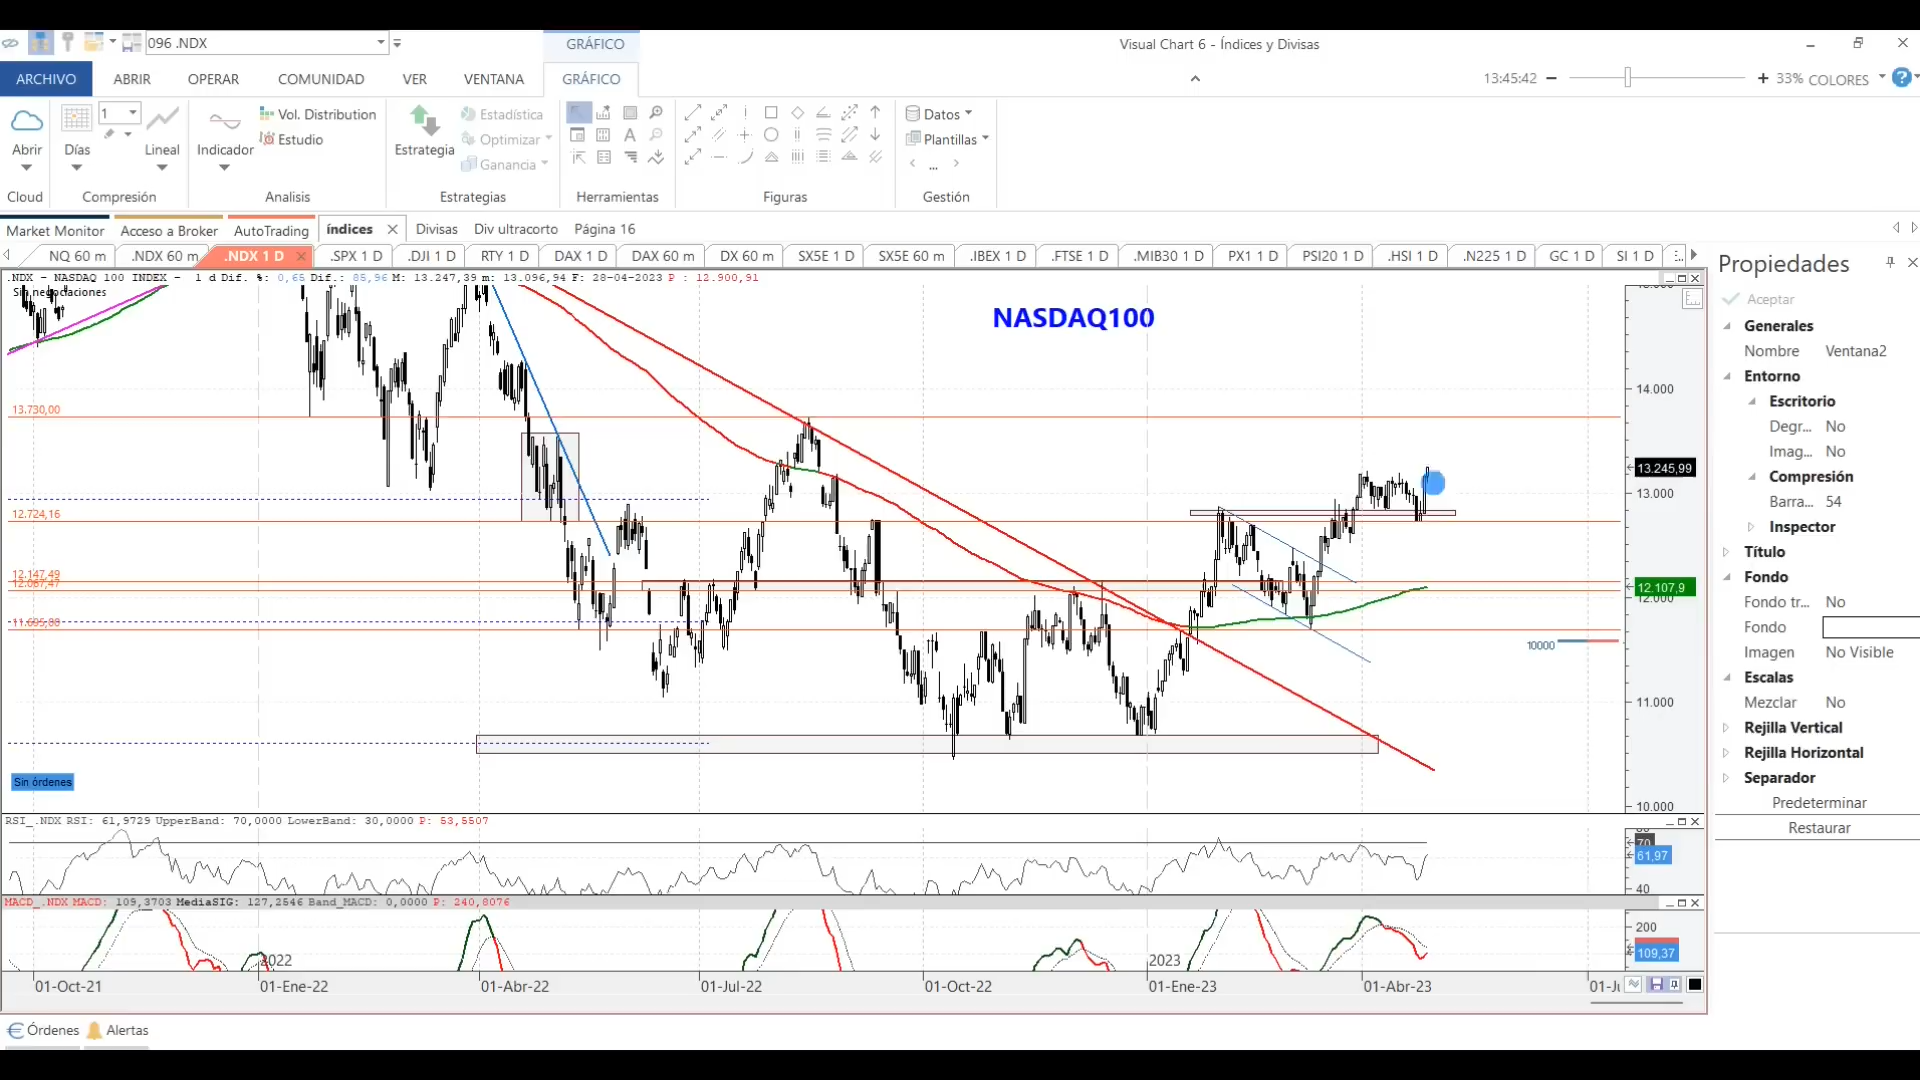 096 .NDX
GRÁFICO
Visual Chart 6 - Índices y Divisas
ARCHIVO ABRIR OPERAR COMUNIDAD VER VENTANA GRÁFICO
13:45:42 33% COLORES
1
Vol. Distribution
Estudio
Estadística
Optimizar
Ganancia
A
Datos
Plantillas
...
Abrir Días Lineal Indicador Estrategia
Cloud Compresión Analisis Estrategias Herramientas Figuras Gestión
Market Monitor Acceso a Broker AutoTrading índices Divisas Div ultracorto Página 16
NQ 60 m .NDX 60 m .NDX 1 D .SPX 1 D .DJI 1 D RTY 1 D DAX 1 D DAX 60 m DX 60 m SX5E 1 D SX5E 60 m .IBEX 1 D .FTSE 1 D .MIB30 1 D PX1 1 D PSI20 1 D .HSI 1 D .N225 1 D GC 1 D SI 1 D
.NDX - NASDAQ 100 INDEX - 1 d Dif. %: 0,65 Dif.: 85,96 M: 13.247,39 m: 13.096,94 F: 28-04-2023 P : 12.900,91
Sin negociaciones
NASDAQ100
14.000
13.730,00
13.245,99
13.000
12.724,16
12.147,49
12.107,9
12.000
10000
11.000
10.000
Sin órdenes
RSI_.NDX RSI: 61,9729 UpperBand: 70,0000 LowerBand: 30,0000 P: 53,5507
70
61,97
40
MACD_.NDX MACD: 109,3703 MediaSIG: 127,2546 Band_MACD: 0,0000 P: 240,8076
200
109,37
2022 2023
01-Oct-21 01-Ene-22 01-Abr-22 01-Jul-22 01-Oct-22 01-Ene-23 01-Abr-23
Órdenes Alertas
Propiedades
Aceptar
Generales
Nombre Ventana2
Entorno
Escritorio
Degr... No
Imag... No
Compresión
Barra... 54
Inspector
Título
Fondo
Fondo tr... No
Fondo
Imagen No Visible
Escalas
Mezclar No
Rejilla Vertical
Rejilla Horizontal
Separador
Predeterminar
Restaurar